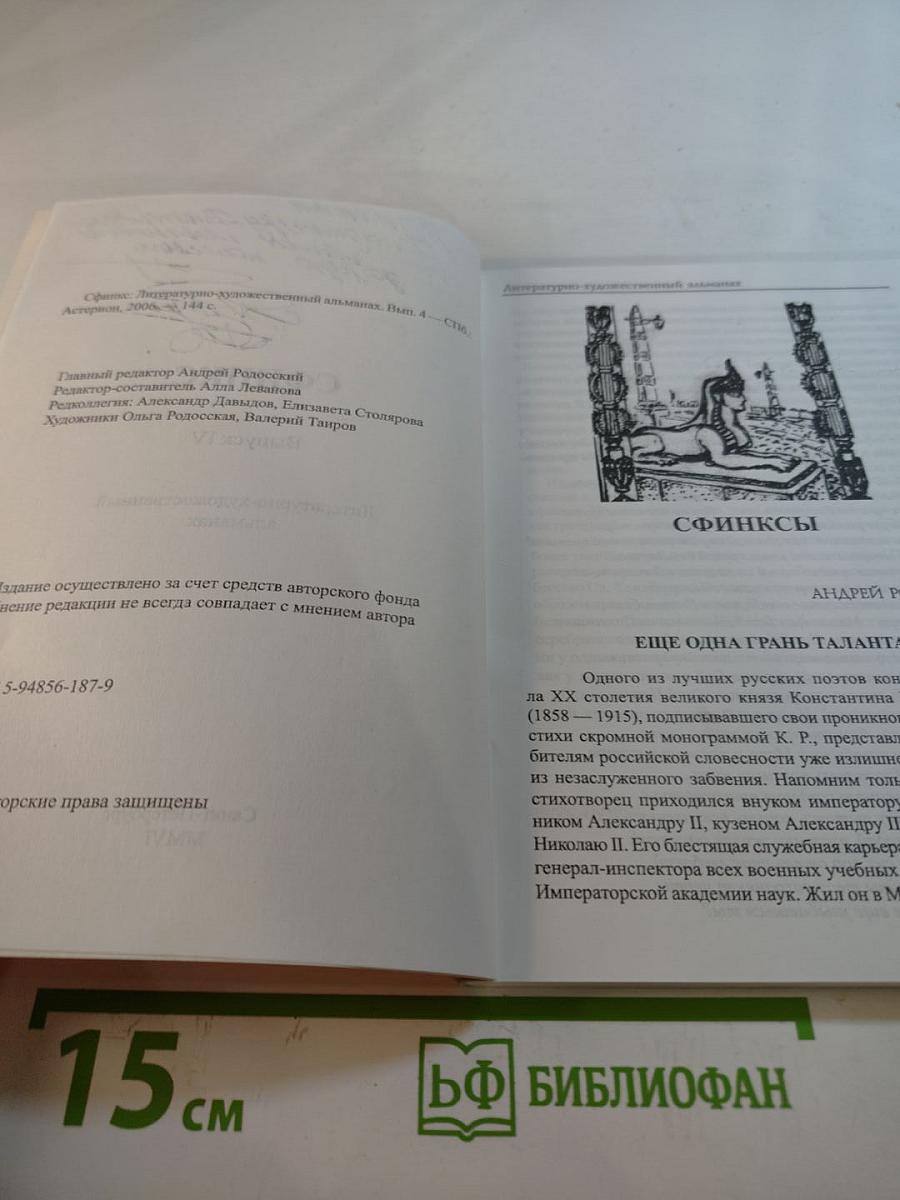 Сфинкс: Литературно-художественный альманах. Вып. 4 — СПб.:
Астерион, 2006. — 144 с.
Главный редактор Андрей Родосский
Редактор-составитель Алла Леванова
Редколлегия: Александр Давыдов, Елизавета Столярова
Художники Ольга Родосская, Валерий Таиров
Издание осуществлено за счет средств авторского фонда
нение редакции не всегда совпадает с мнением автора
5-94856-187-9
орские права защищены
Литературно-художественный альманах
СФИНКСЫ
АНДРЕЙ РО
ЕЩЕ ОДНА ГРАНЬ ТАЛАНТА
Одного из лучших русских поэтов кон
ла XX столетия великого князя Константина
(1858 — 1915), подписывавшего свои проникно
стихи скромной монограммой К. Р., представл
бителям российской словесности уже излишне
из незаслуженного забвения. Напомним толь
стихотворец приходился внуком императору
ником Александру II, кузеном Александру II
Николаю II. Его блестящая служебная карьера
генерал-инспектора всех военных учебных
Императорской академии наук. Жил он в М
15 см
БФ БИБЛИОФАН